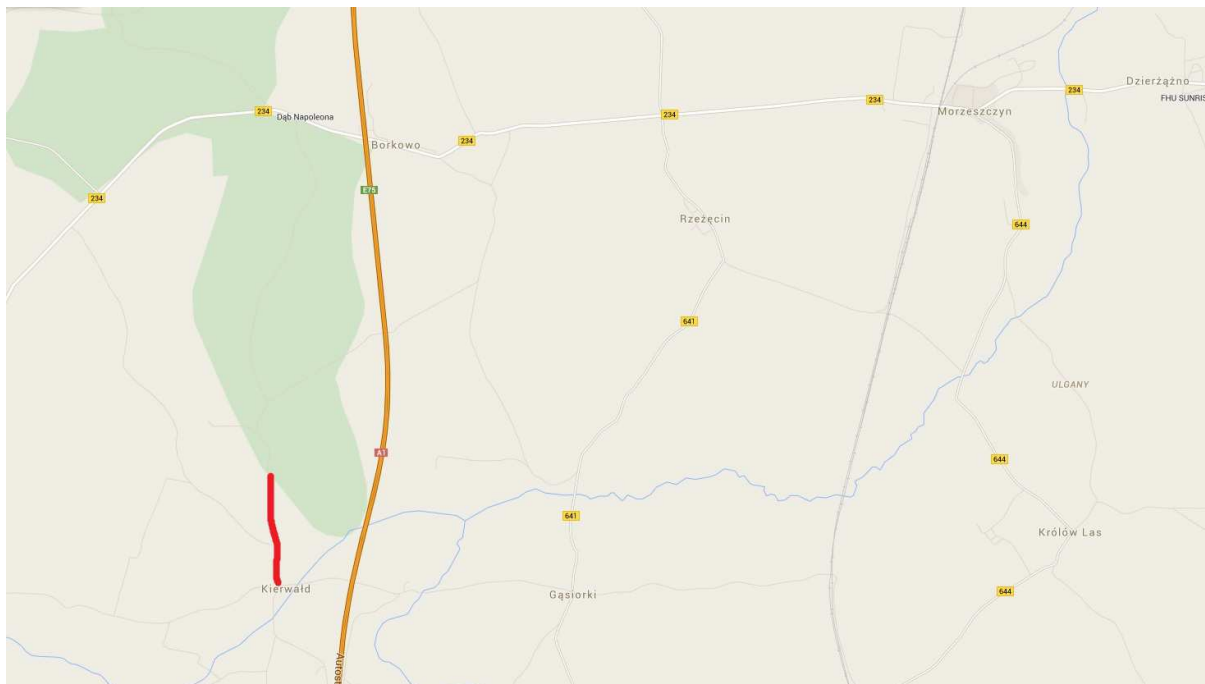 Dzierżążno
234
234
FHU SUNRIS
234
Morzeszczyn
234
Dąb Napoleona
234
Borkowo
E75
234
Rzeżęcin
644
641
ULGANY
A1
644
641
Królów Las
Kierwałd
Gąsiorki
644
Autost